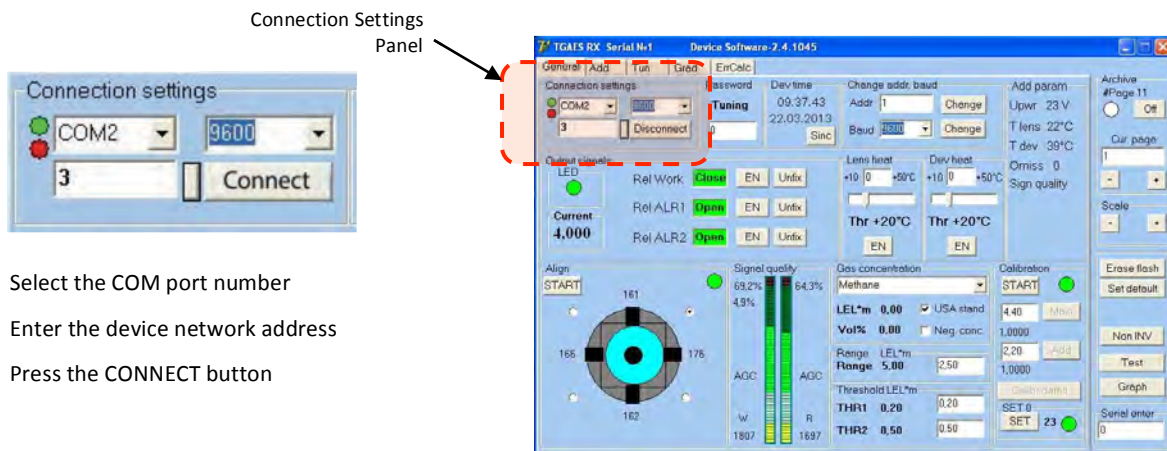 Connection Settings
Panel
Connection settings
COM2
9600
3
Connect
Select the COM port number
Enter the device network address
Press the CONNECT button
TGAES RX Serial №1 Device Software-2.4.1045
General Add Tun Grad ErrCalc
Connection settings
COM2 9600
3 Disconnect
Password
Tuning
0
Dev time
09.37.43
22.03.2013
Sinc
Change addr, baud
Addr 1 Change
Baud 9600 Change
Add param
Upwr 23 V
T lens 22°C
T dev 39°C
Omiss 0
Sign quality
Archive
#Page 11
Off
Cur page
1
- +
Scale
- +
Output signals
LED
Current
4,000
Rel Work Close EN Unfix
Rel ALR1 Open EN Unfix
Rel ALR2 Open EN Unfix
Lens heat
+10 0 +50°C
Thr +20°C
EN
Dev heat
+10 0 +50°C
Thr +20°C
EN
Align
START
161
166 176
162
Signal quality
69,2% 64,3%
4,9%
AGC AGC
W R
1807 1697
Gas concentration
Methane
LEL*m 0,00 USA stand
Vol% 0,00 Neg. conc.
Range LEL*m
Range 5,00 2,50
Threshold LEL*m
THR1 0,20 0,20
THR2 0,50 0,50
Calibration
START
4,40 Main
1,0000
2,20 Add
1,0000
SET 0
SET 23
Erase flash
Set default
Non INV
Test
Graph
Serial enter
0